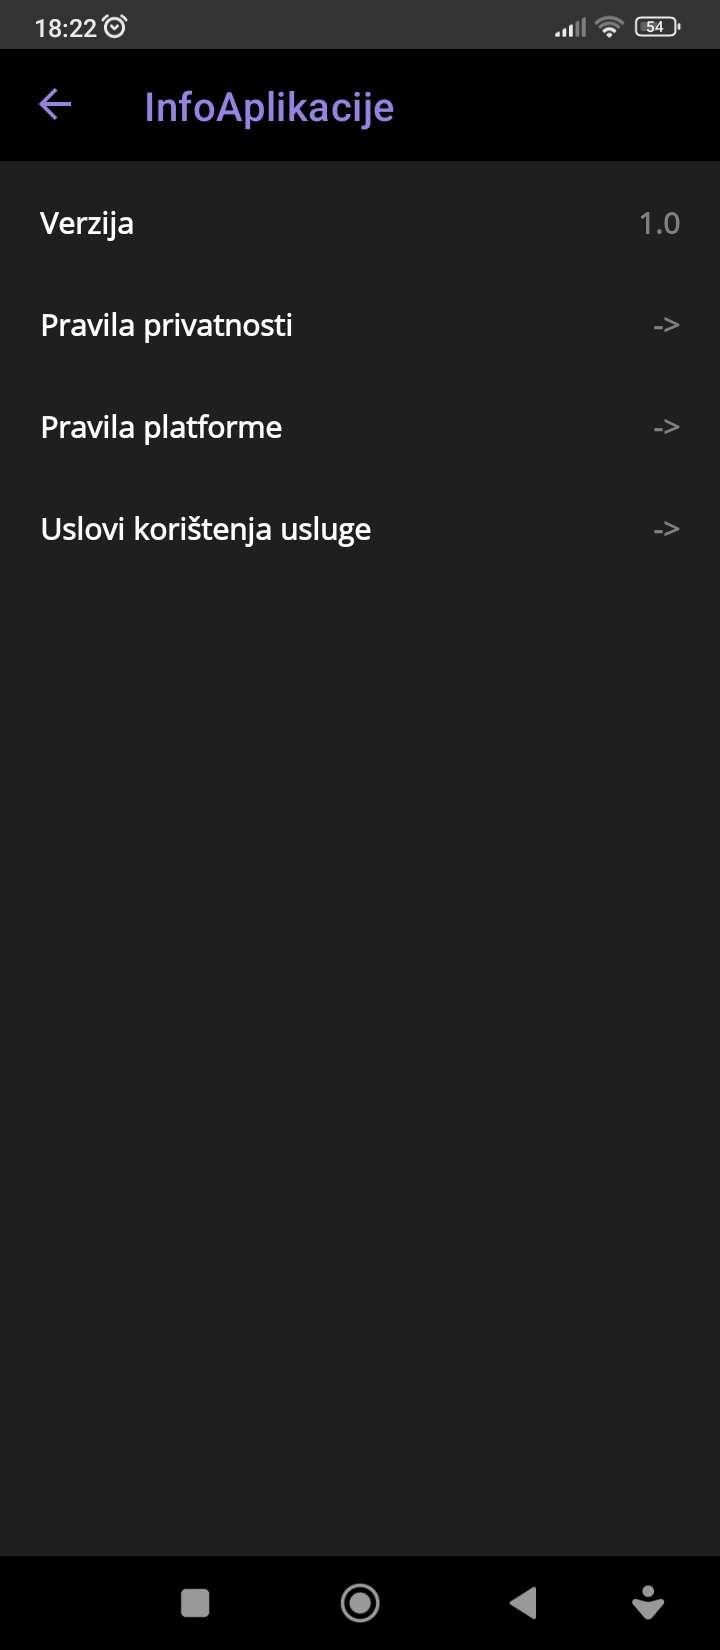 18:22
54
InfoAplikacije
Verzija 1.0
Pravila privatnosti ->
Pravila platforme ->
Uslovi korištenja usluge ->